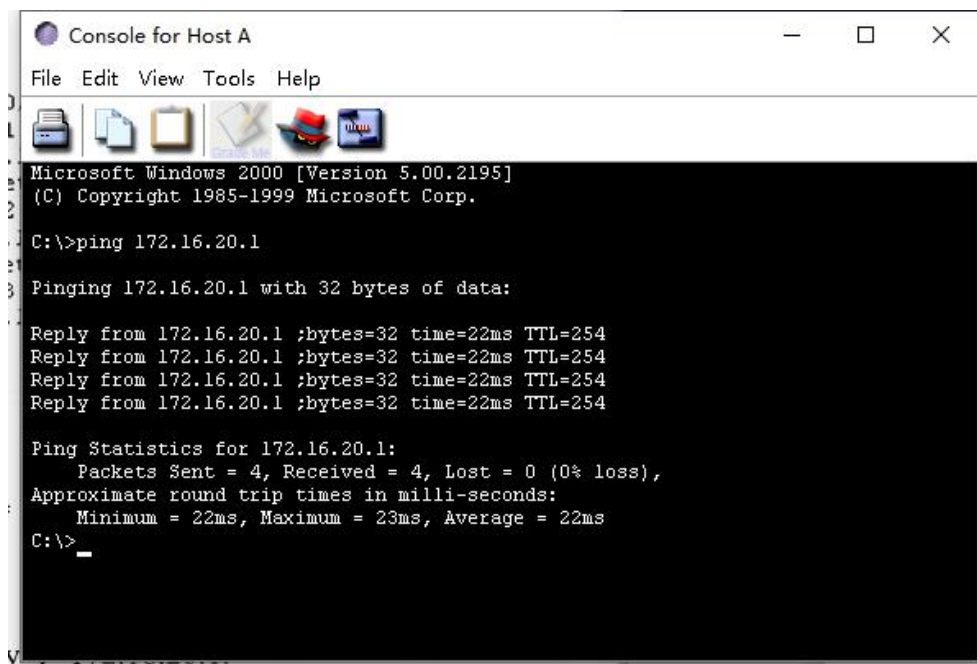 Console for Host A
File Edit View Tools Help
Grade Me
Microsoft Windows 2000 [Version 5.00.2195]
(C) Copyright 1985-1999 Microsoft Corp.
C:\>ping 172.16.20.1
Pinging 172.16.20.1 with 32 bytes of data:
Reply from 172.16.20.1 ;bytes=32 time=22ms TTL=254
Reply from 172.16.20.1 ;bytes=32 time=22ms TTL=254
Reply from 172.16.20.1 ;bytes=32 time=22ms TTL=254
Reply from 172.16.20.1 ;bytes=32 time=22ms TTL=254
Ping Statistics for 172.16.20.1:
Packets Sent = 4, Received = 4, Lost = 0 (0% loss),
Approximate round trip times in milli-seconds:
Minimum = 22ms, Maximum = 23ms, Average = 22ms
C:\>